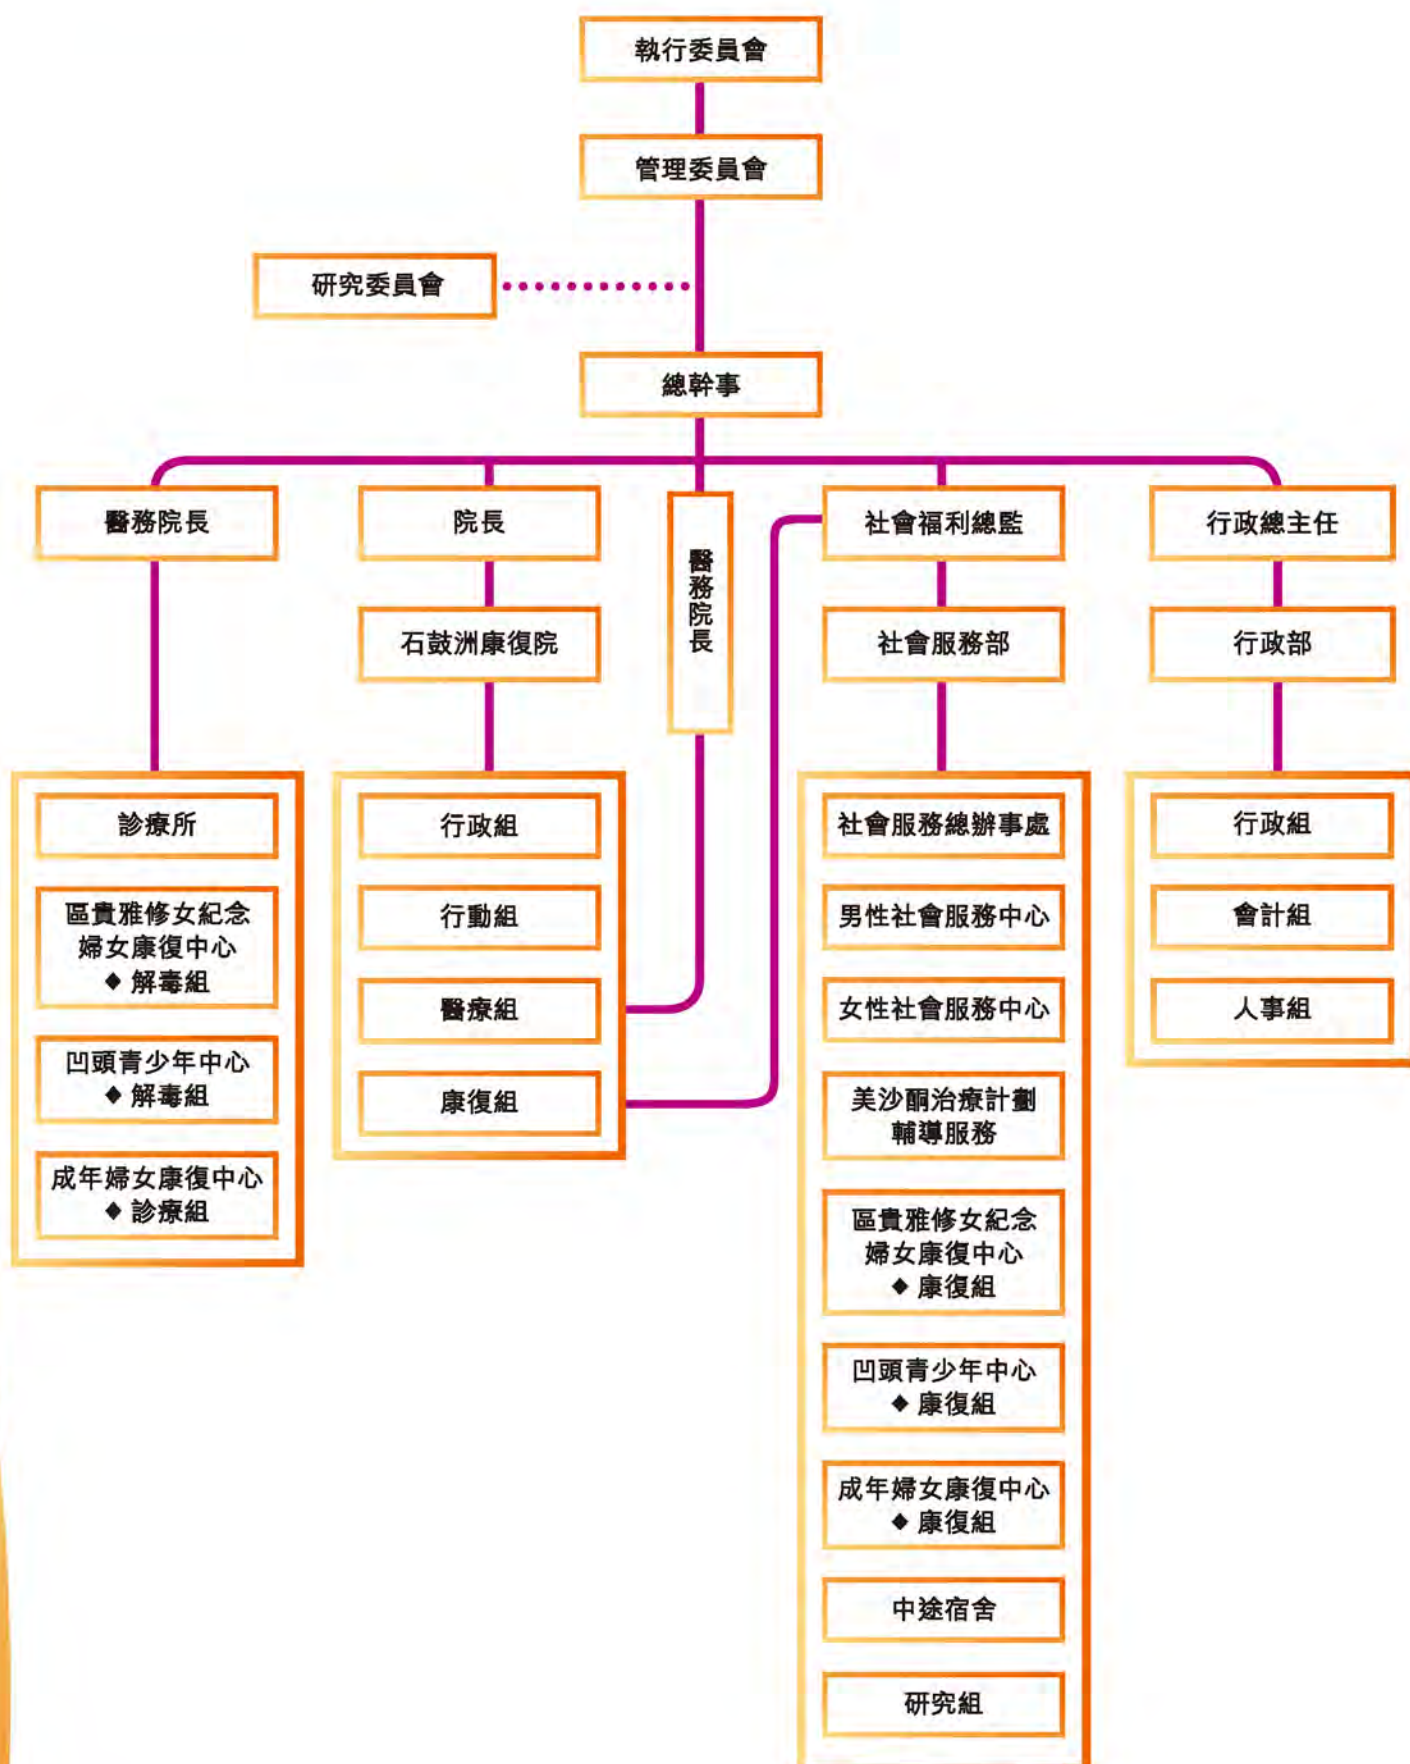 執行委員會
管理委員會
研究委員會
總幹事
醫務院長
院長
醫務院長
社會福利總監
行政總主任
石鼓洲康復院
社會服務部
行政部
診療所
區貴雅修女紀念
婦女康復中心
◆ 解毒組
凹頭青少年中心
◆ 解毒組
成年婦女康復中心
◆ 診療組
行政組
行動組
醫療組
康復組
社會服務總辦事處
男性社會服務中心
女性社會服務中心
美沙酮治療計劃
輔導服務
區貴雅修女紀念
婦女康復中心
◆ 康復組
凹頭青少年中心
◆ 康復組
成年婦女康復中心
◆ 康復組
中途宿舍
研究組
行政組
會計組
人事組